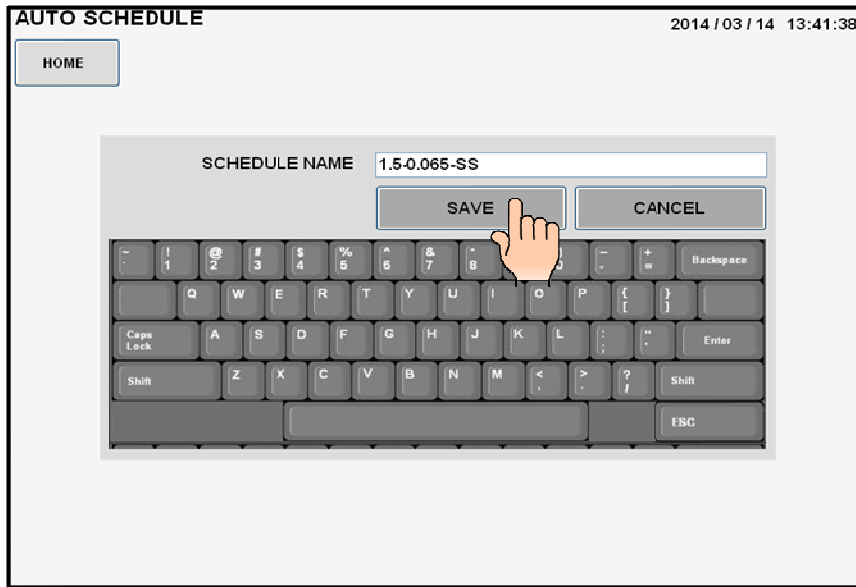 AUTO SCHEDULE
2014 / 03 / 14 13:41:38
HOME
SCHEDULE NAME 1.5-0.065-SS
SAVE CANCEL
~ ! @ # $ % ^ & * ) - + Backspace
1 2 3 4 5 6 7 8 0 =
Q W E R T Y U I O P { }
[ ]
Caps Lock A S D F G H J K L : " Enter
;
Shift Z X C V B N M < > ? Shift
, . /
ESC